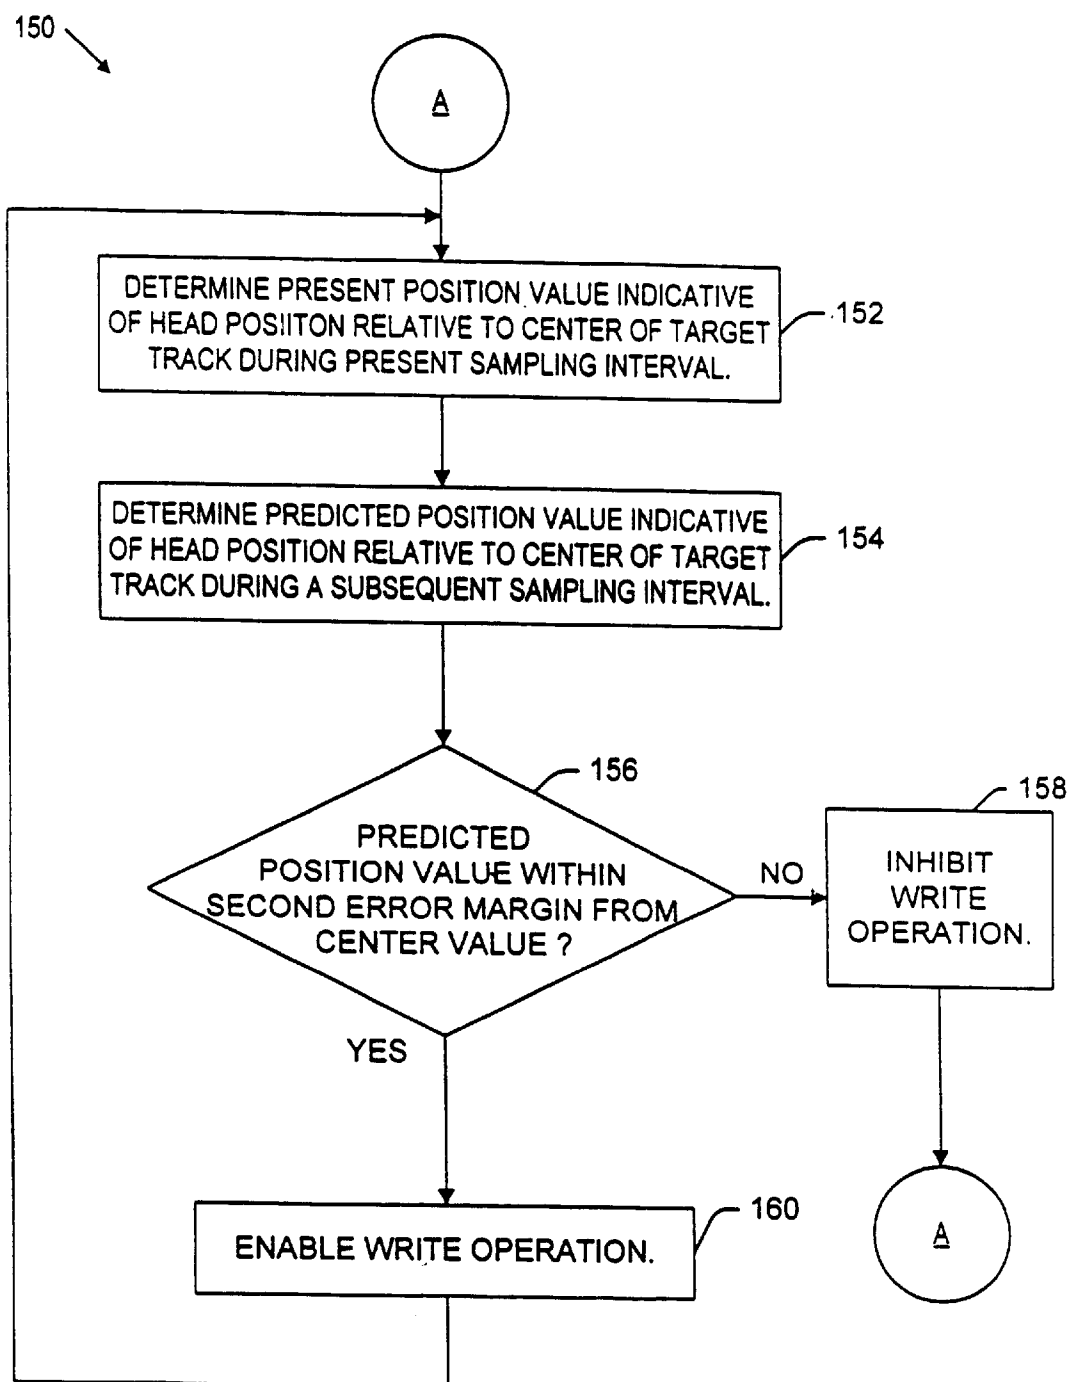 150
A
DETERMINE PRESENT POSITION VALUE INDICATIVE
OF HEAD POSIITON RELATIVE TO CENTER OF TARGET
TRACK DURING PRESENT SAMPLING INTERVAL.
152
DETERMINE PREDICTED POSITION VALUE INDICATIVE
OF HEAD POSITION RELATIVE TO CENTER OF TARGET
TRACK DURING A SUBSEQUENT SAMPLING INTERVAL.
154
156
PREDICTED
POSITION VALUE WITHIN
SECOND ERROR MARGIN FROM
CENTER VALUE ?
NO
158
INHIBIT
WRITE
OPERATION.
YES
A
160
ENABLE WRITE OPERATION.